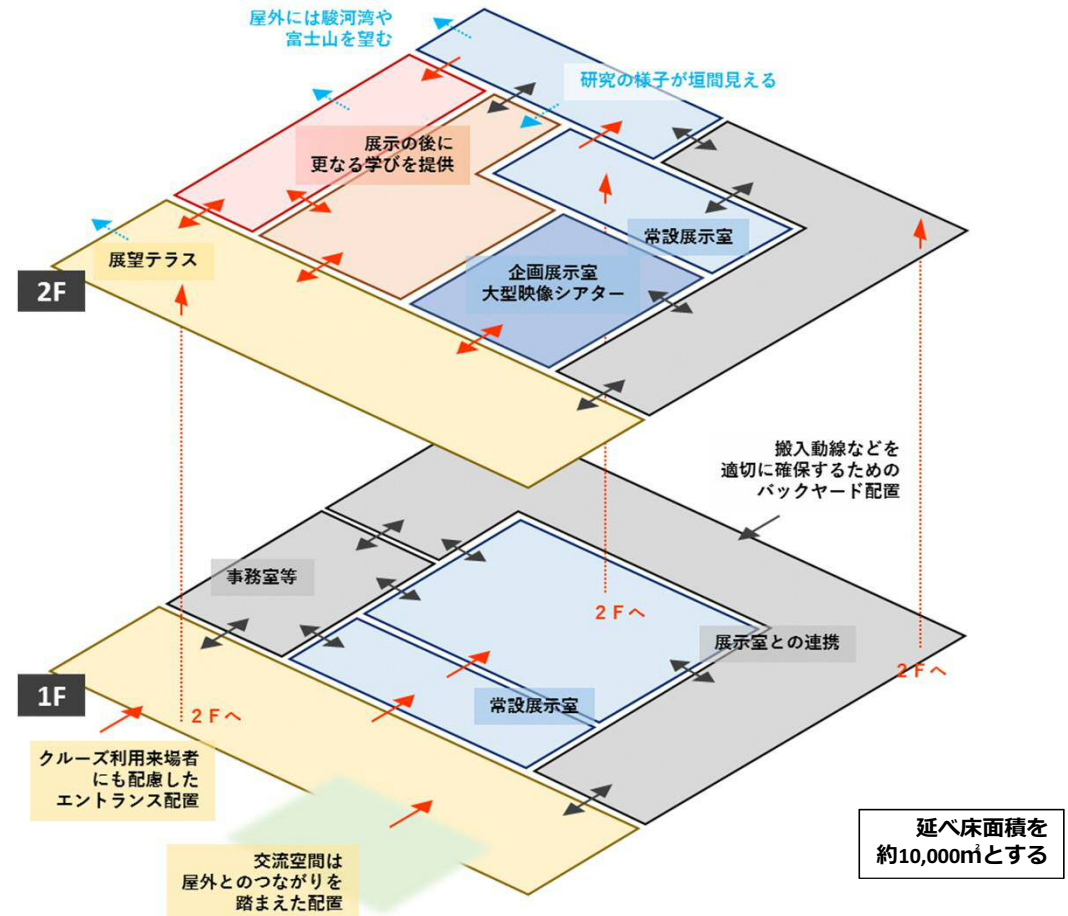 屋外には駿河湾や
富士山を望む
研究の様子が垣間見える
展示の後に
更なる学びを提供
常設展示室
展望テラス
企画展示室
大型映像シアター
2F
搬入動線などを
適切に確保するための
バックヤード配置
事務室等
2Fへ
展示室との連携
2Fへ
1F
常設展示室
2Fへ
クルーズ利用来場者
にも配慮した
エントランス配置
延べ床面積を
約10,000㎡とする
交流空間は
屋外とのつながりを
踏まえた配置